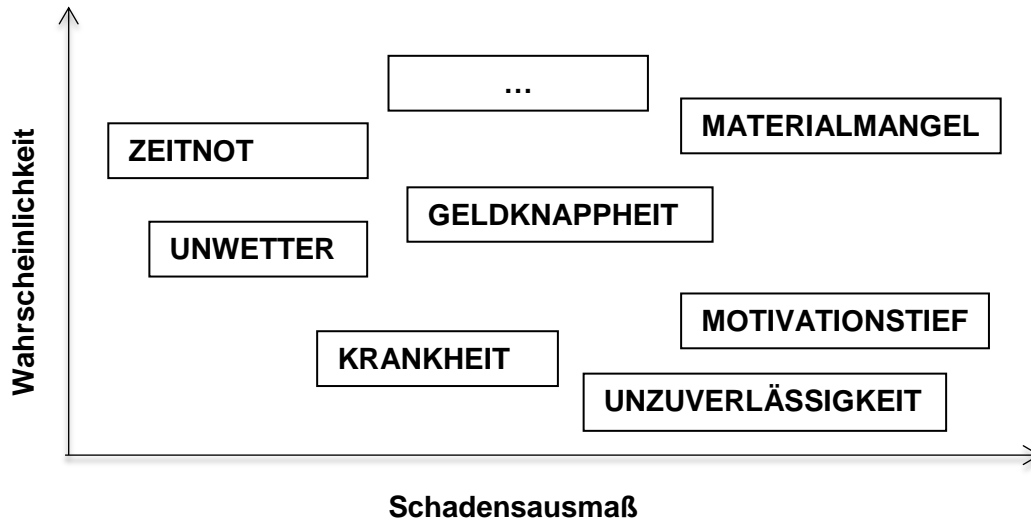 …
MATERIALMANGEL
ZEITNOT
GELDKNAPPHEIT
UNWETTER
MOTIVATIONSTIEF
KRANKHEIT
UNZUVERLÄSSIGKEIT
Wahrscheinlichkeit
Schadensausmaß